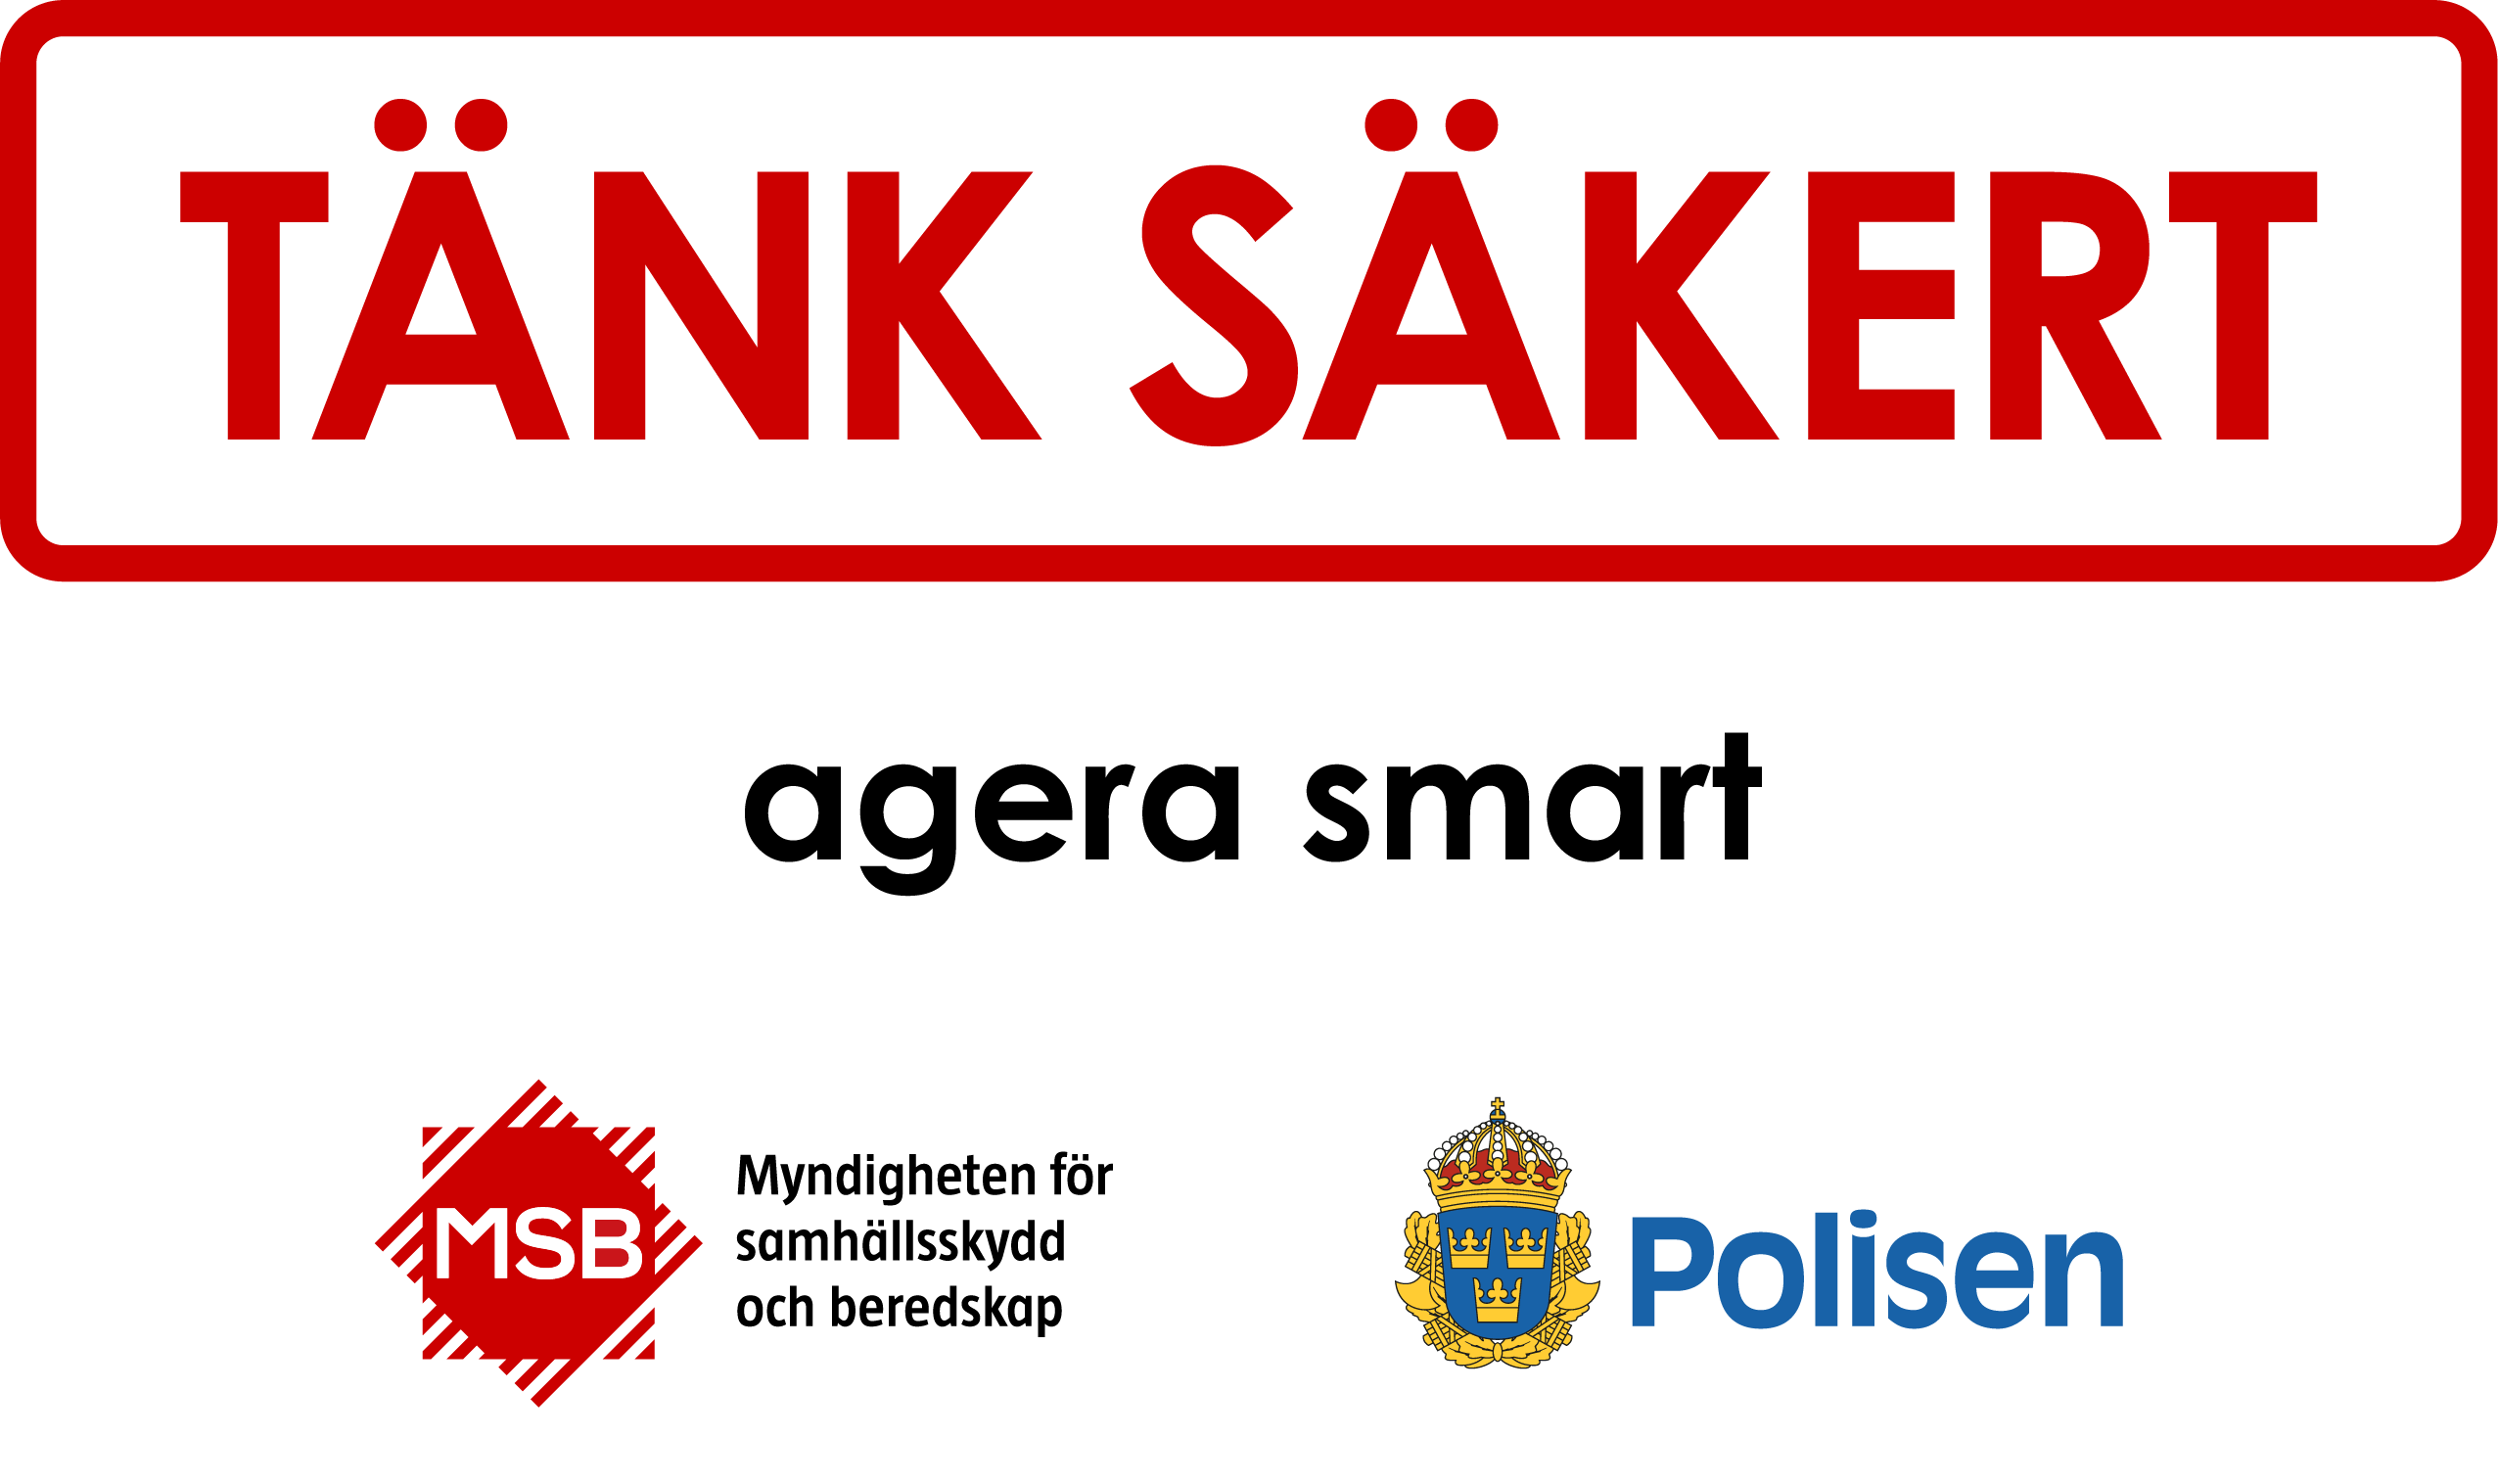 TÄNK SÄKERT
agera smart
MSB
Myndigheten för
samhällsskydd
och beredskap
Polisen